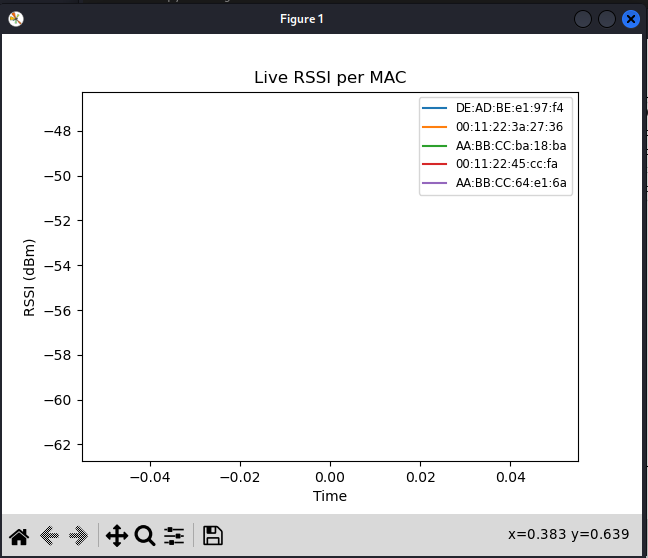 Figure 1
Live RSSI per MAC
DE:AD:BE:e1:97:f4
00:11:22:3a:27:36
AA:BB:CC:ba:18:ba
00:11:22:45:cc:fa
AA:BB:CC:64:e1:6a
−48
−50
−52
−54
−56
−58
−60
−62
RSSI (dBm)
−0.04 −0.02 0.00 0.02 0.04
Time
x=0.383 y=0.639